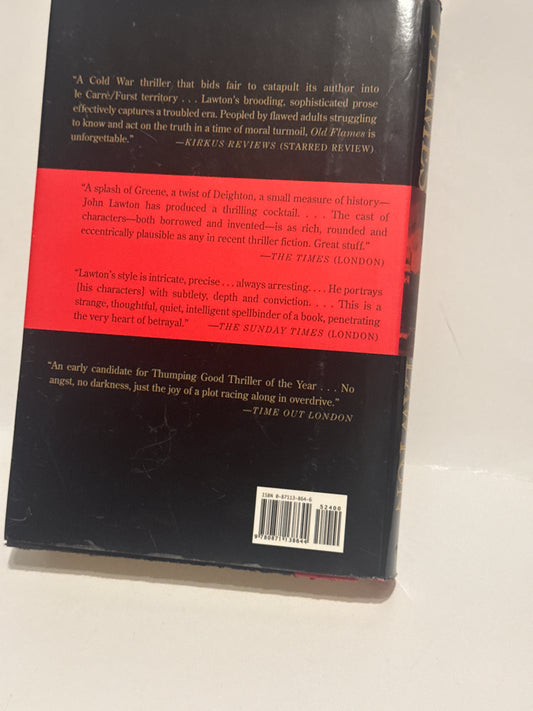 “A Cold War thriller that bids fair to catapult its author into
le Carré/Furst territory . . . Lawton’s brooding, sophisticated prose
effectively captures a troubled era. Peopled by flawed adults struggling
to know and act on the truth in a time of moral turmoil, Old Flames is
unforgettable.” —KIRKUS REVIEWS (STARRED REVIEW)
“A splash of Greene, a twist of Deighton, a small measure of history—
John Lawton has produced a thrilling cocktail. . . . The cast of
characters—both borrowed and invented—is as rich, rounded and
eccentrically plausible as any in recent thriller fiction. Great stuff.”
—THE TIMES (LONDON)
“Lawton’s style is intricate, precise . . . always arresting. . . . He portrays
[his characters] with subtlety, depth and conviction. . . . This is a
strange, thoughtful, quiet, intelligent spellbinder of a book, penetrating
the very heart of betrayal.” —THE SUNDAY TIMES (LONDON)
“An early candidate for Thumping Good Thriller of the Year . . . No
angst, no darkness, just the joy of a plot racing along in overdrive.”
—TIME OUT LONDON
ISBN 0-87113-864-6
52400
9 780871 138644